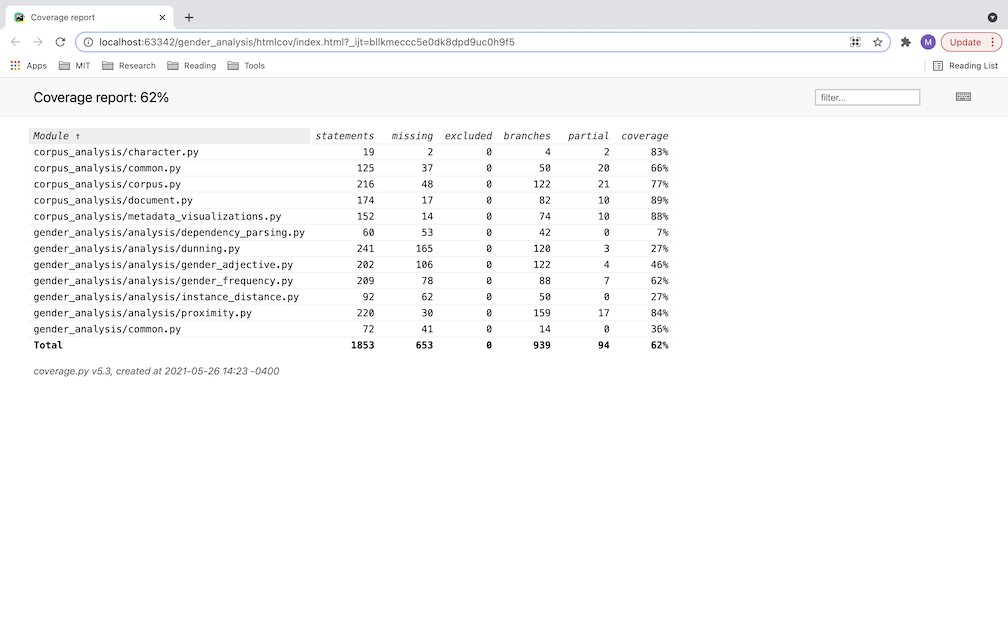 Coverage report
localhost:63342/gender_analysis/htmlcov/index.html?_ijt=bllkmeccc5e0dk8dpd9uc0h9f5
M
Update
Apps MIT Research Reading Tools Reading List
Coverage report: 62%
filter...
Module ↑ statements missing excluded branches partial coverage
corpus_analysis/character.py 19 2 0 4 2 83%
corpus_analysis/common.py 125 37 0 50 20 66%
corpus_analysis/corpus.py 216 48 0 122 21 77%
corpus_analysis/document.py 174 17 0 82 10 89%
corpus_analysis/metadata_visualizations.py 152 14 0 74 10 88%
gender_analysis/analysis/dependency_parsing.py 60 53 0 42 0 7%
gender_analysis/analysis/dunning.py 241 165 0 120 3 27%
gender_analysis/analysis/gender_adjective.py 202 106 0 122 4 46%
gender_analysis/analysis/gender_frequency.py 209 78 0 88 7 62%
gender_analysis/analysis/instance_distance.py 92 62 0 50 0 27%
gender_analysis/analysis/proximity.py 220 30 0 159 17 84%
gender_analysis/common.py 72 41 0 14 0 36%
Total 1853 653 0 939 94 62%
coverage.py v5.3, created at 2021-05-26 14:23 -0400